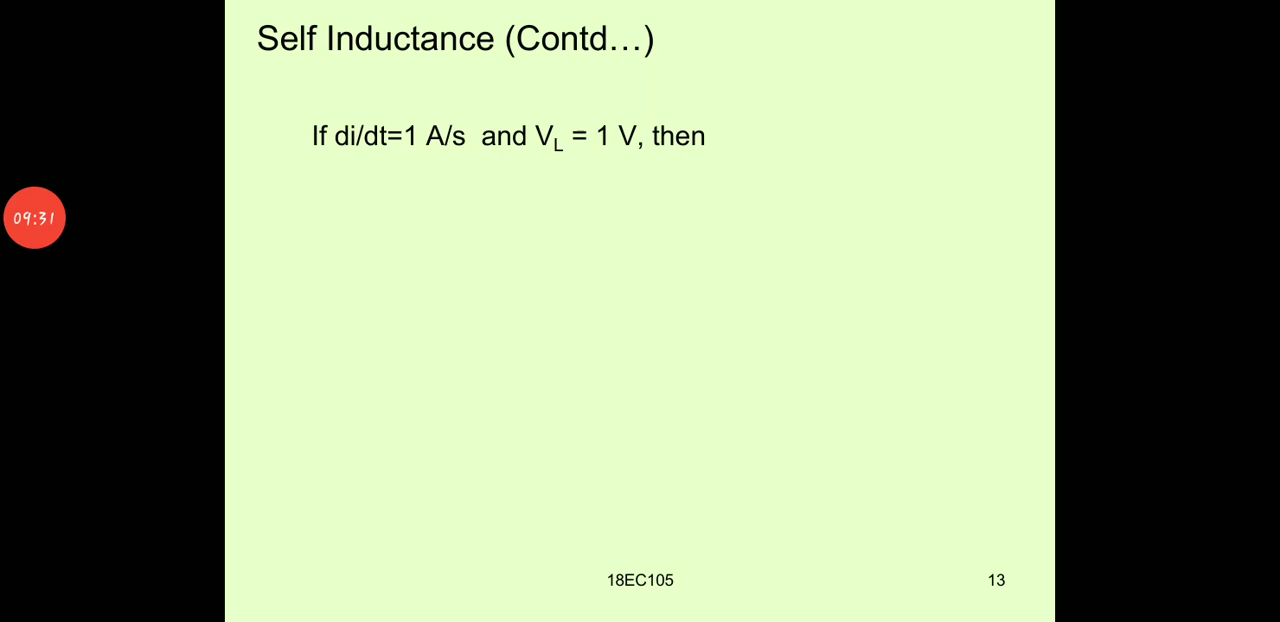 Self Inductance (Contd…)
If di/dt=1 A/s and VL = 1 V, then
09:31
18EC105
13